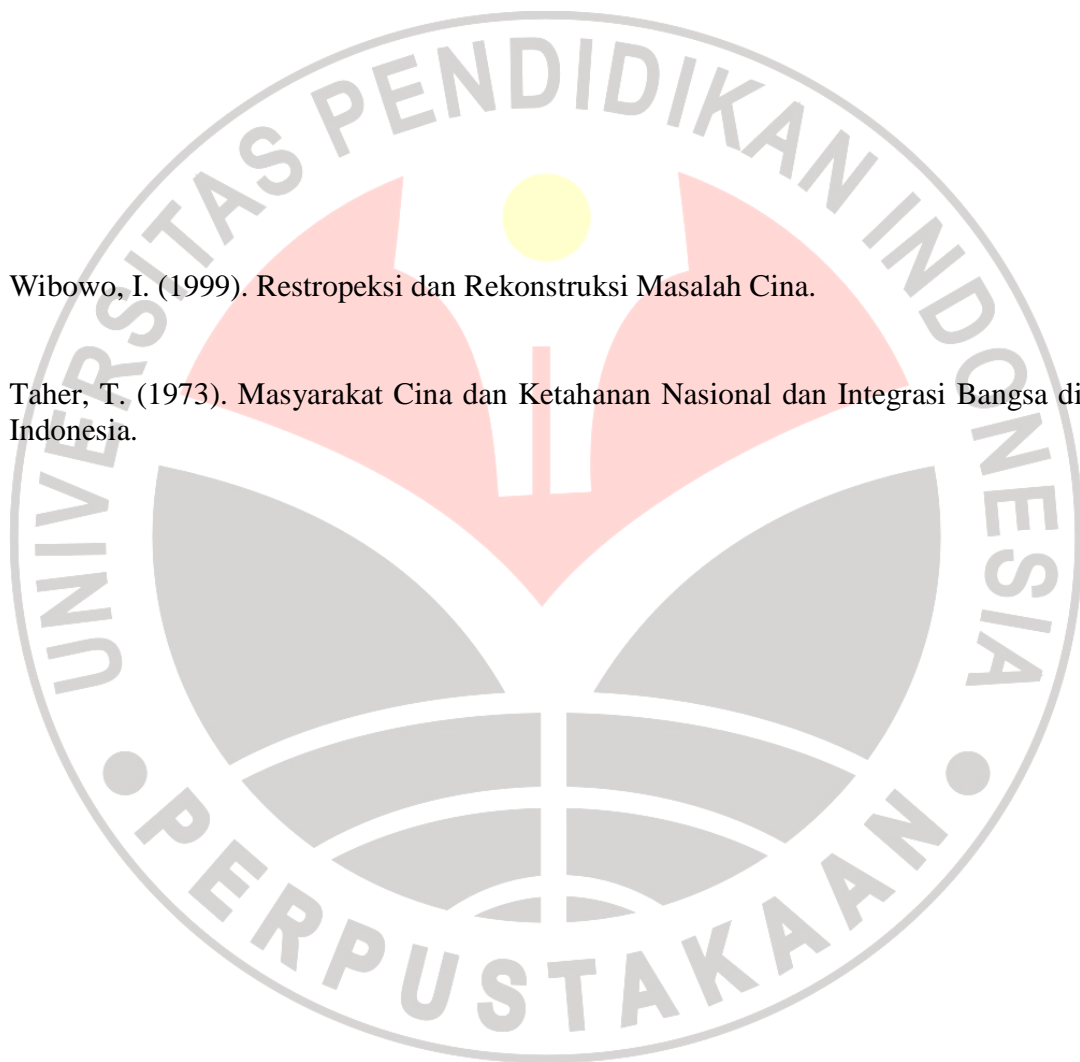 UNIVERSITAS PENDIDIKAN INDONESIA
Wibowo, I. (1999). Restropeksi dan Rekonstruksi Masalah Cina.
Taher, T. (1973). Masyarakat Cina dan Ketahanan Nasional dan Integrasi Bangsa di
Indonesia.
PERPUSTAKAAN